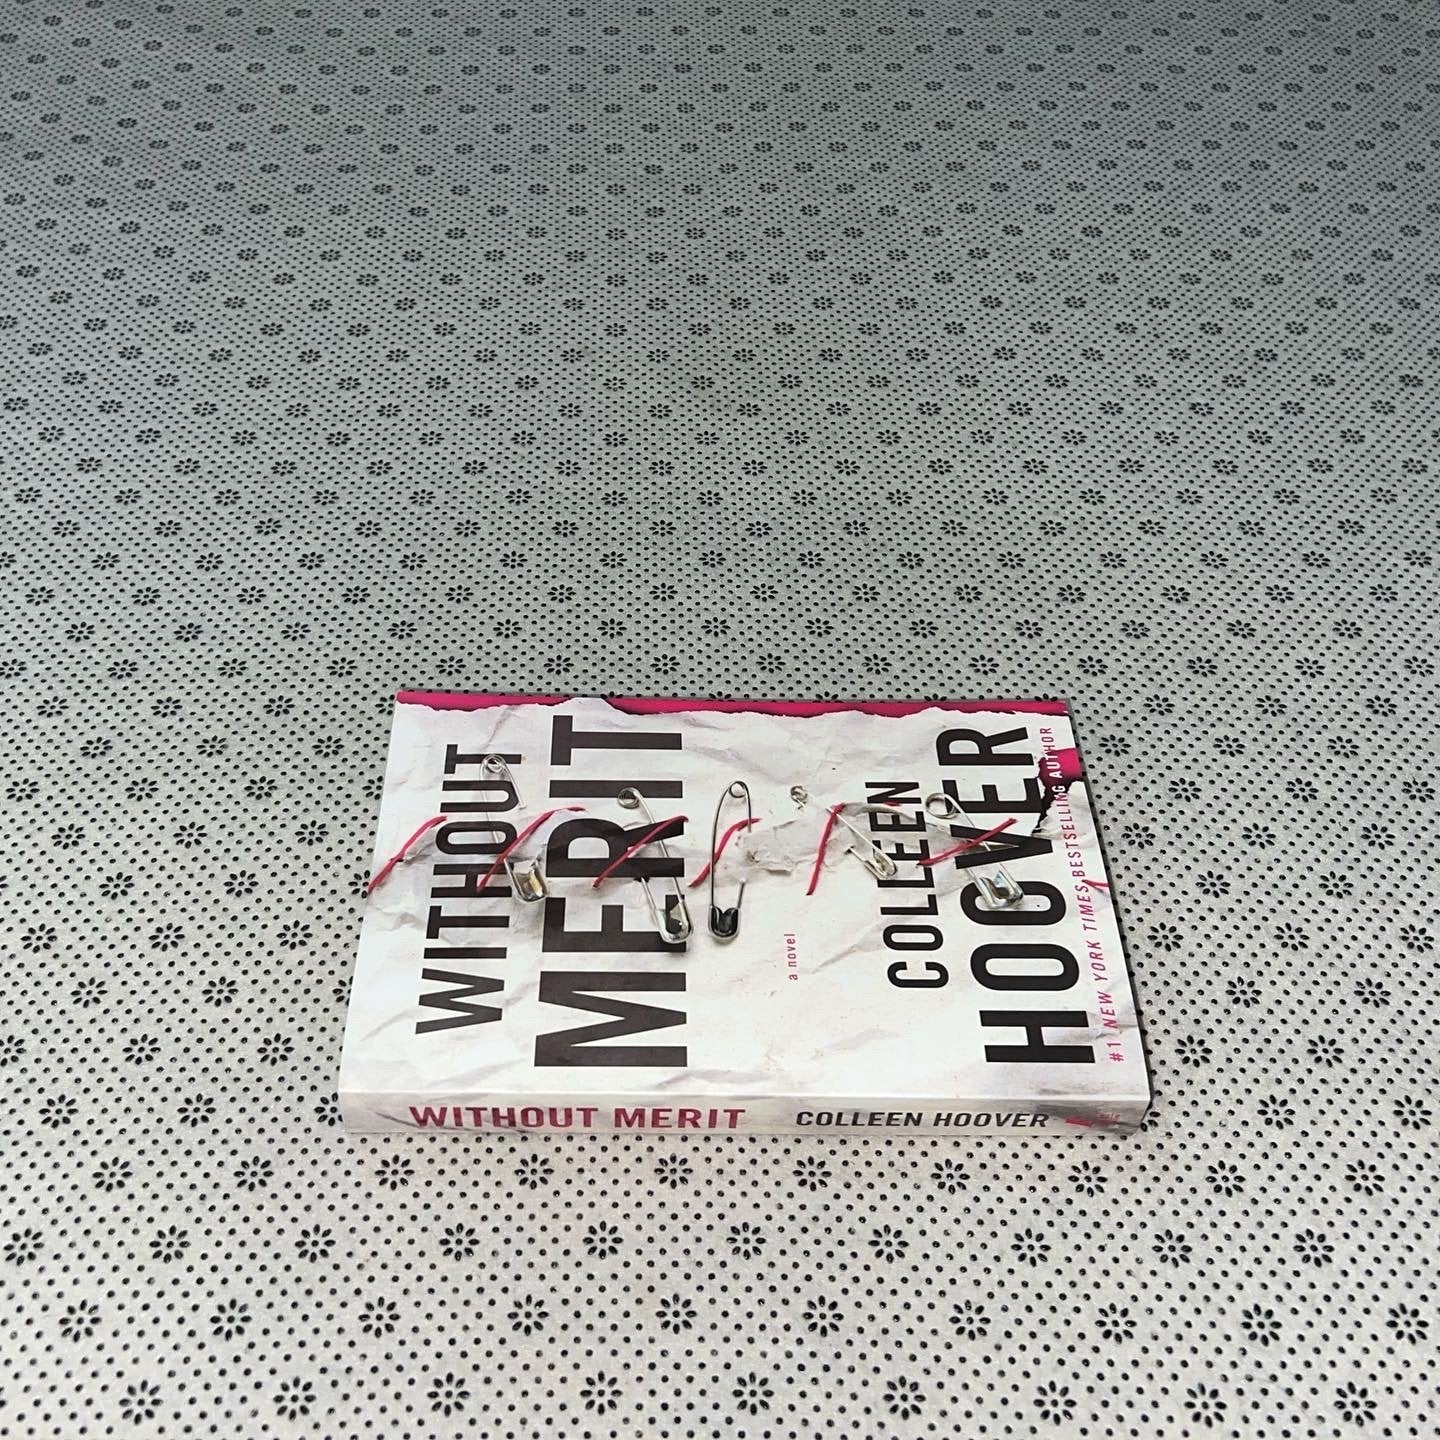 WITHOUT
MERIT
a novel
COLLEEN
HOOVER
#1 NEW YORK TIMES BESTSELLING AUTHOR
WITHOUT MERIT COLLEEN HOOVER